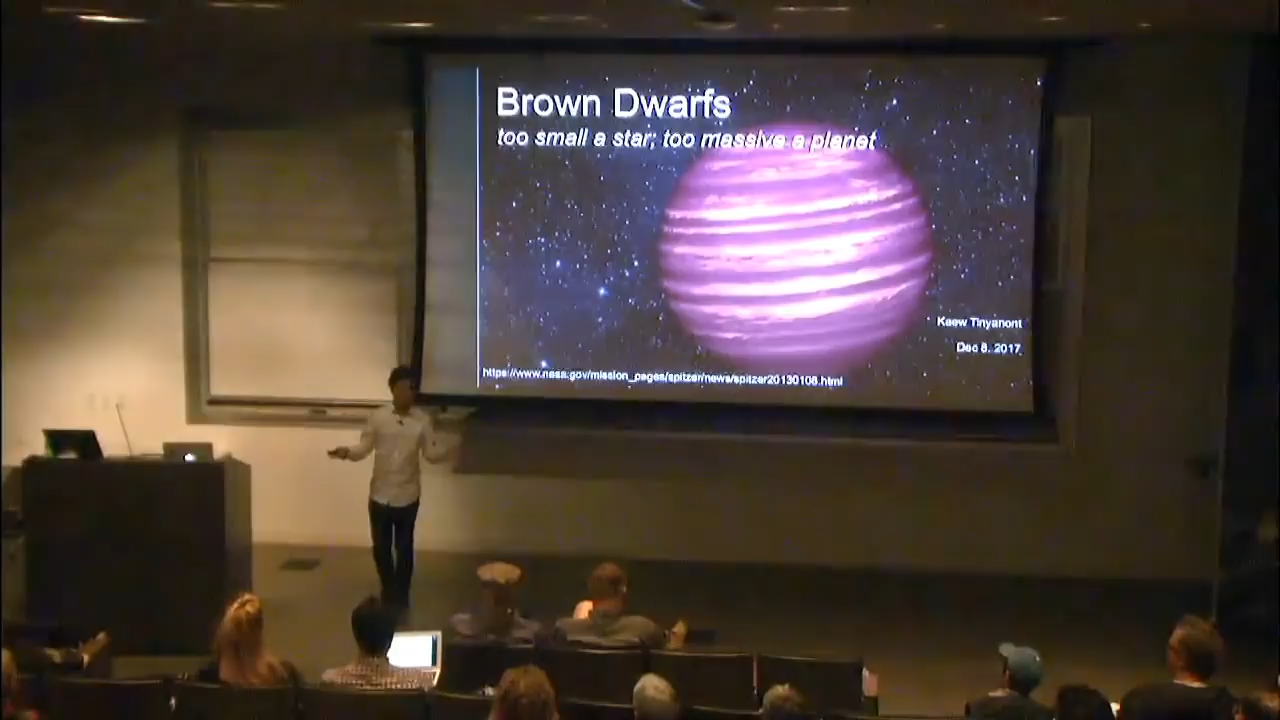 Brown Dwarfs
too small a star; too massive a planet
Kaew Tinyanont
Dec 8, 2017
https://www.nasa.gov/mission_pages/spitzer/news/spitzer20130108.html